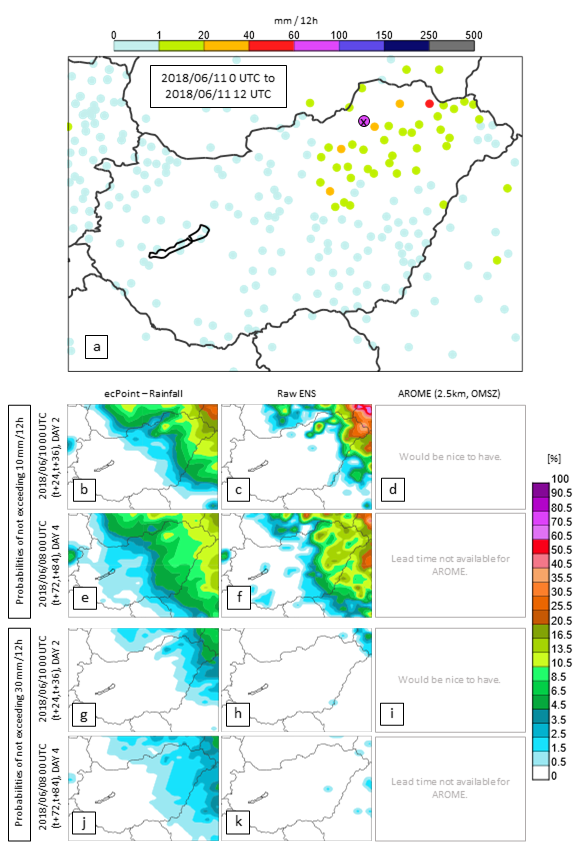 mm / 12h
0 1 20 40 60 100 150 250 500
2018/06/11 0 UTC to
2018/06/11 12 UTC
x
a
ecPoint – Rainfall Raw ENS AROME (2.5km, OMSZ)
Probabilities of not exceeding 10 mm/12h
2018/06/10 00 UTC
(t+24,t+36), DAY 2
b
c
d
Would be nice to have.
2018/06/08 00 UTC
(t+72,t+84), DAY 4
e
f
Lead time not available for
AROME.
Probabilities of not exceeding 30 mm/12h
2018/06/10 00 UTC
(t+24,t+36), DAY 2
g
h
i
Would be nice to have.
2018/06/08 00 UTC
(t+72,t+84), DAY 4
j
k
Lead time not available for
AROME.
[%]
100
90.5
80.5
70.5
60.5
50.5
40.5
35.5
30.5
25.5
20.5
16.5
13.5
10.5
8.5
6.5
4.5
3.5
2.5
1.5
0.5
0